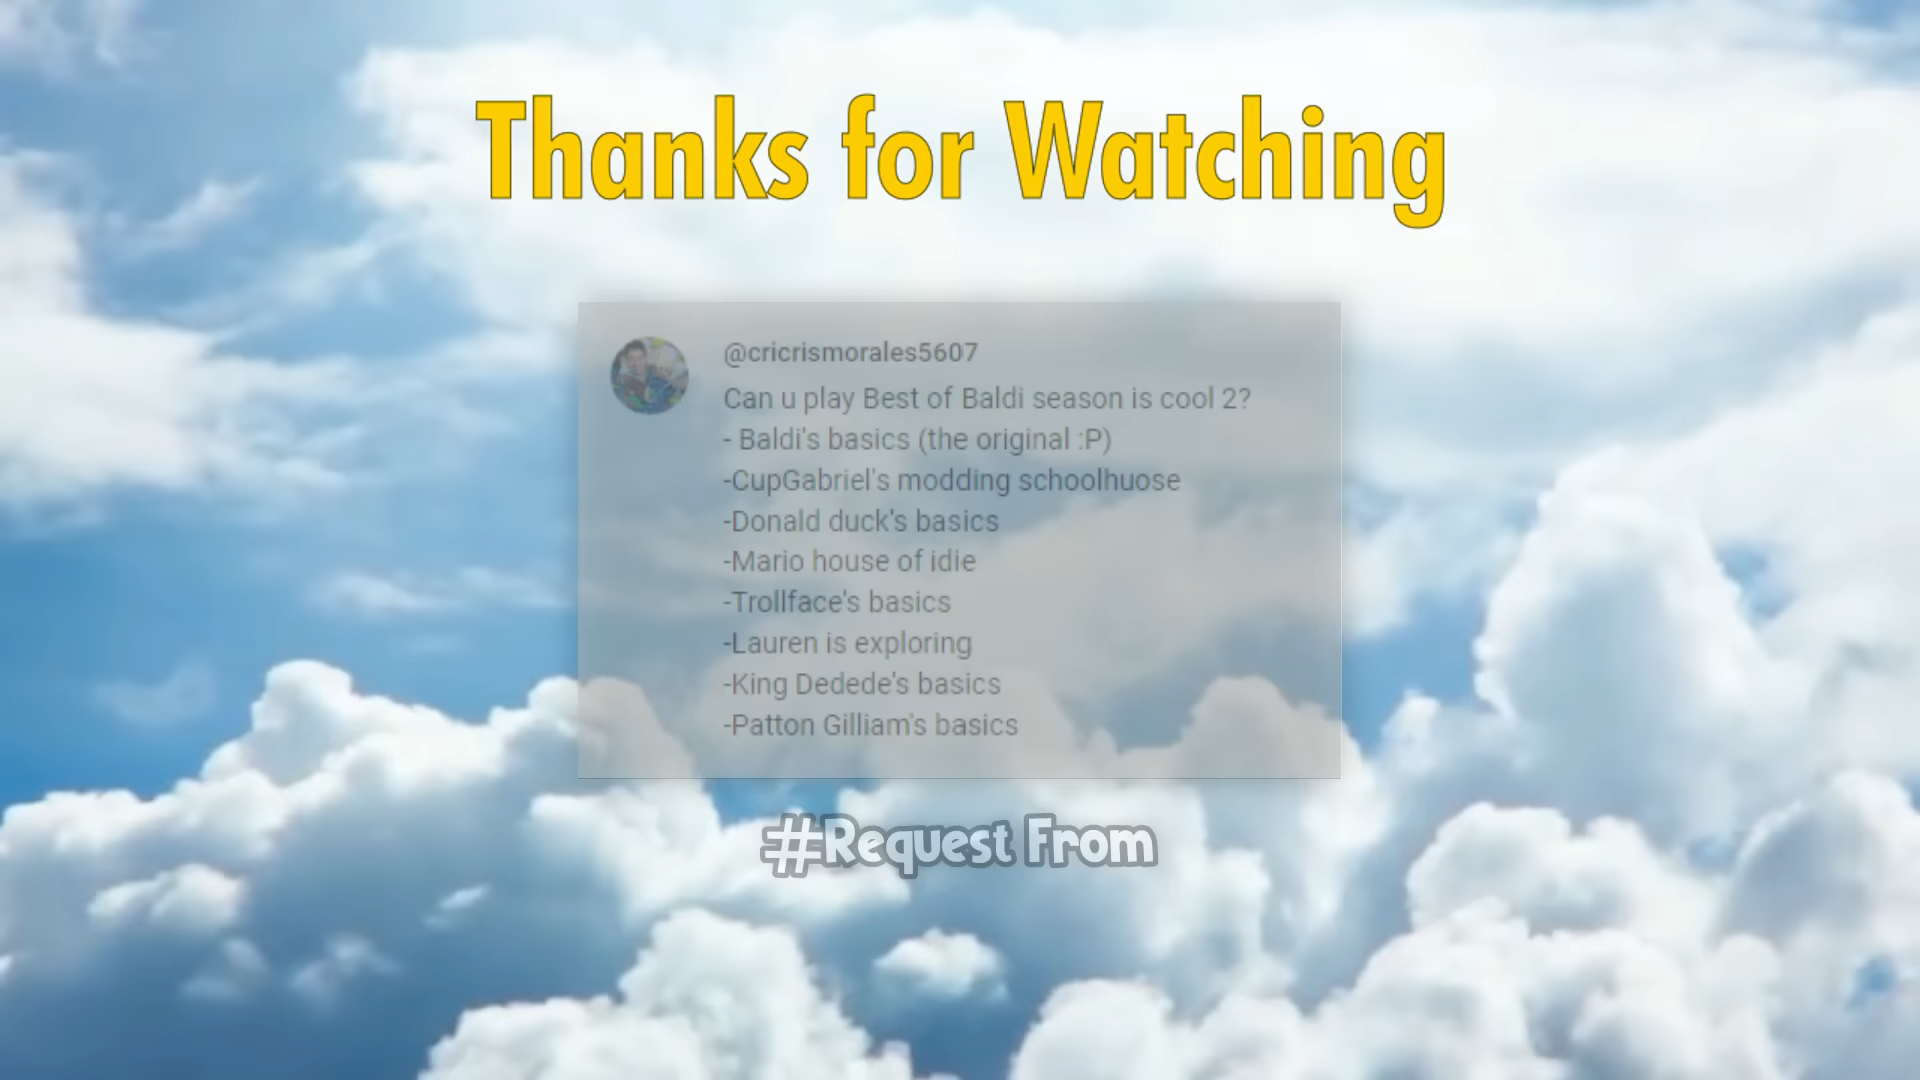 Thanks for Watching
@cricrismorales5607
Can u play Best of Baldi season is cool 2?
- Baldi's basics (the original :P)
-CupGabriel's modding schoolhuose
-Donald duck's basics
-Mario house of idie
-Trollface's basics
-Lauren is exploring
-King Dedede's basics
-Patton Gilliam's basics
#Request From